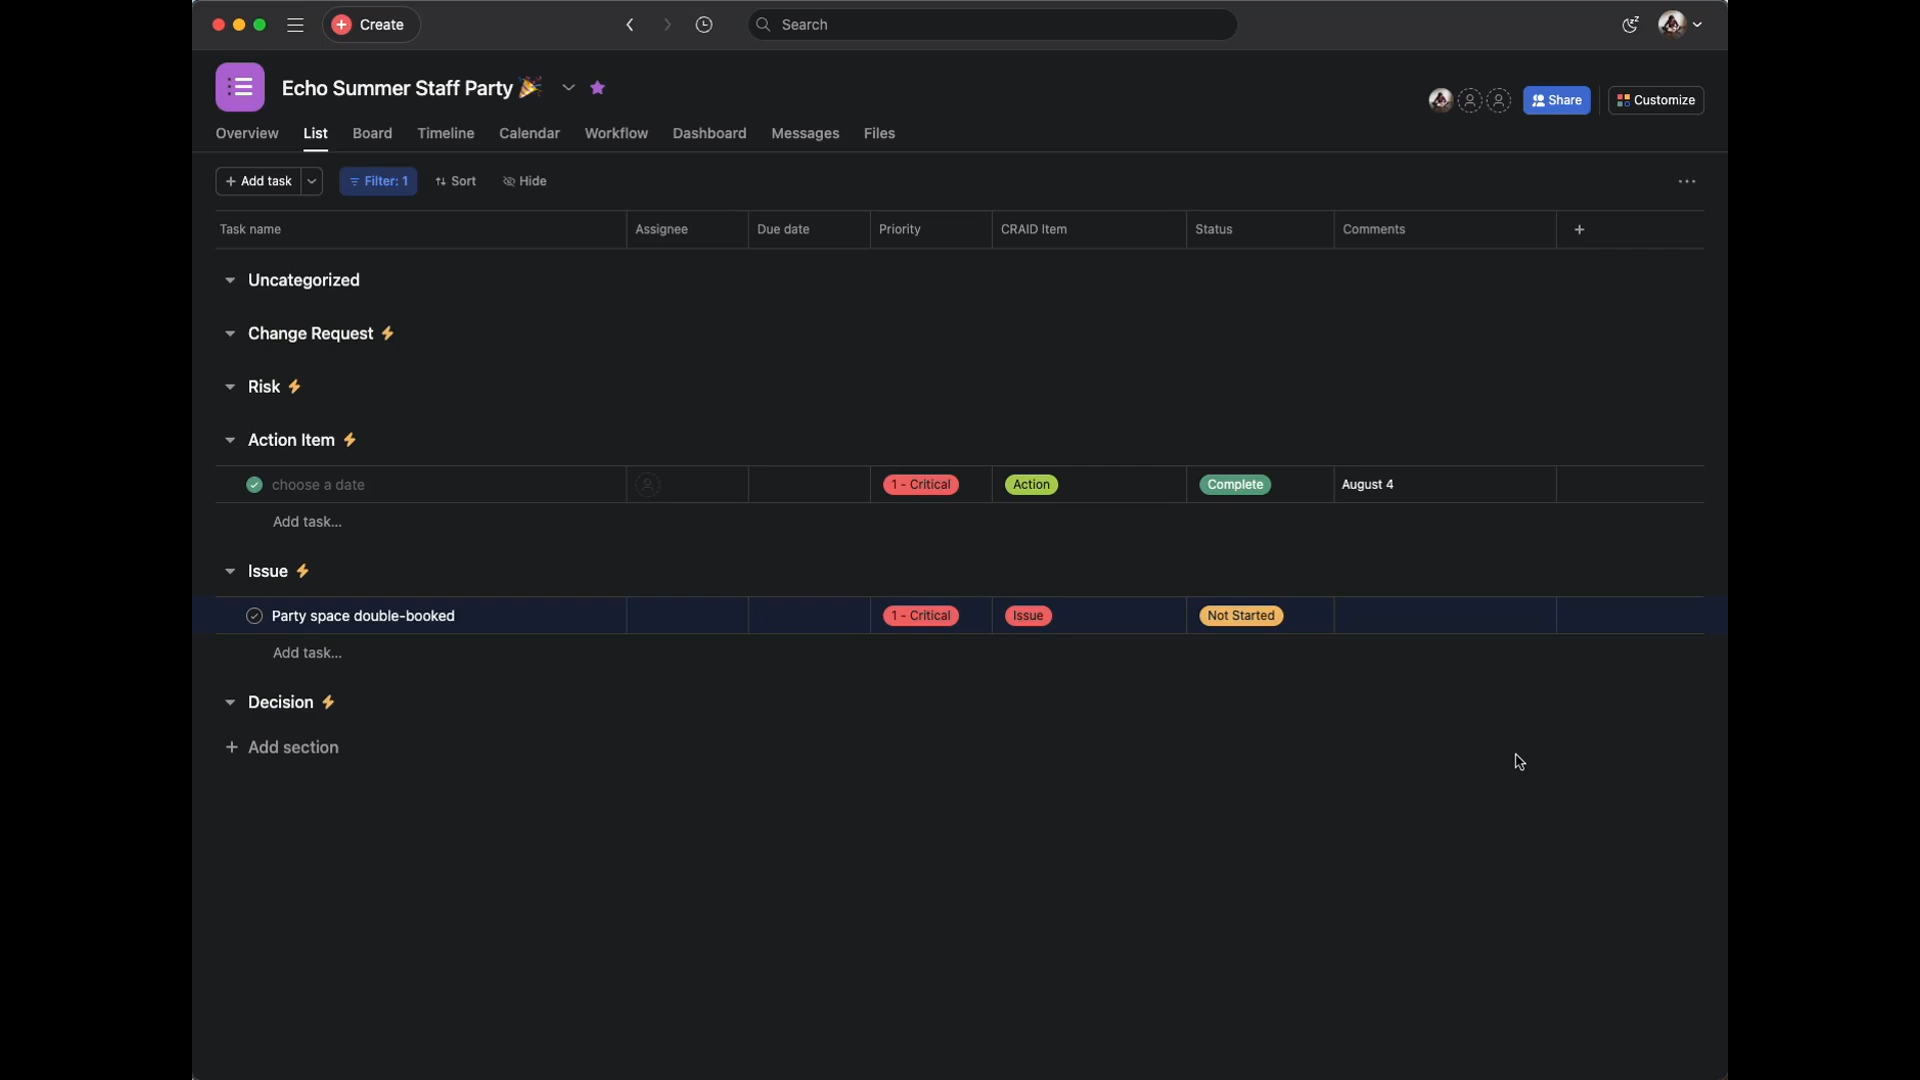 Create
Search
Echo Summer Staff Party 🎉
Share
Customize
Overview List Board Timeline Calendar Workflow Dashboard Messages Files
+ Add task Filter: 1 Sort Hide
Task name Assignee Due date Priority CRAID Item Status Comments +
Uncategorized
Change Request ⚡
Risk ⚡
Action Item ⚡
choose a date 1 - Critical Action Complete August 4
Add task...
Issue ⚡
Party space double-booked 1 - Critical Issue Not Started
Add task...
Decision ⚡
+ Add section